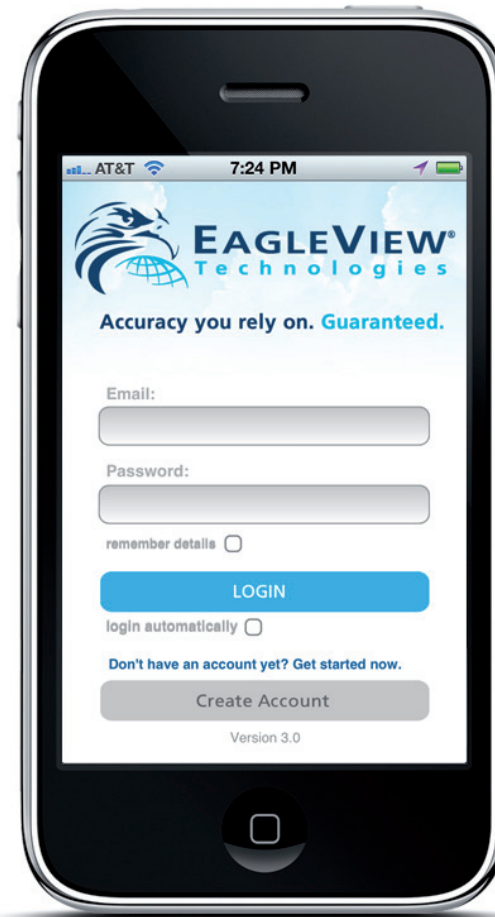 AT&T 7:24 PM
EAGLEVIEW®
Technologies
Accuracy you rely on. Guaranteed.
Email:
Password:
remember details
LOGIN
login automatically
Don't have an account yet? Get started now.
Create Account
Version 3.0